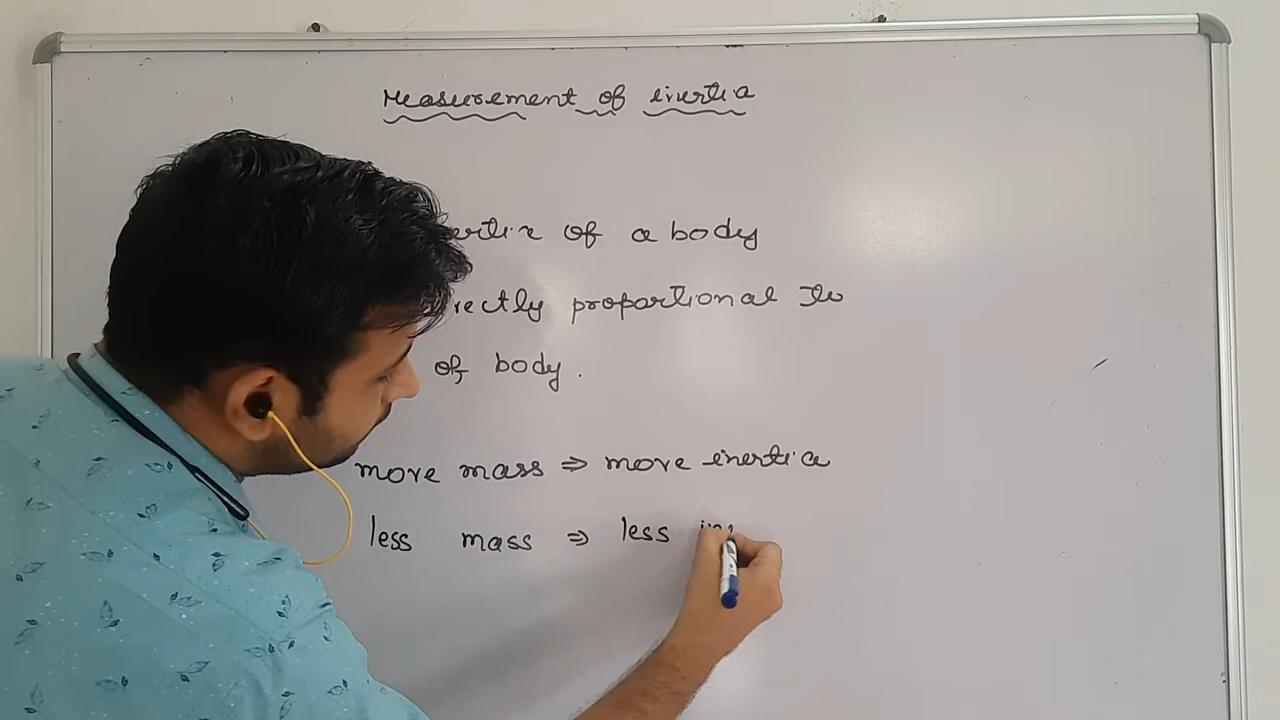 Measurement of inertia
of a body
proportional to
of body.
more mass ⇒ more inertia
less mass ⇒ less